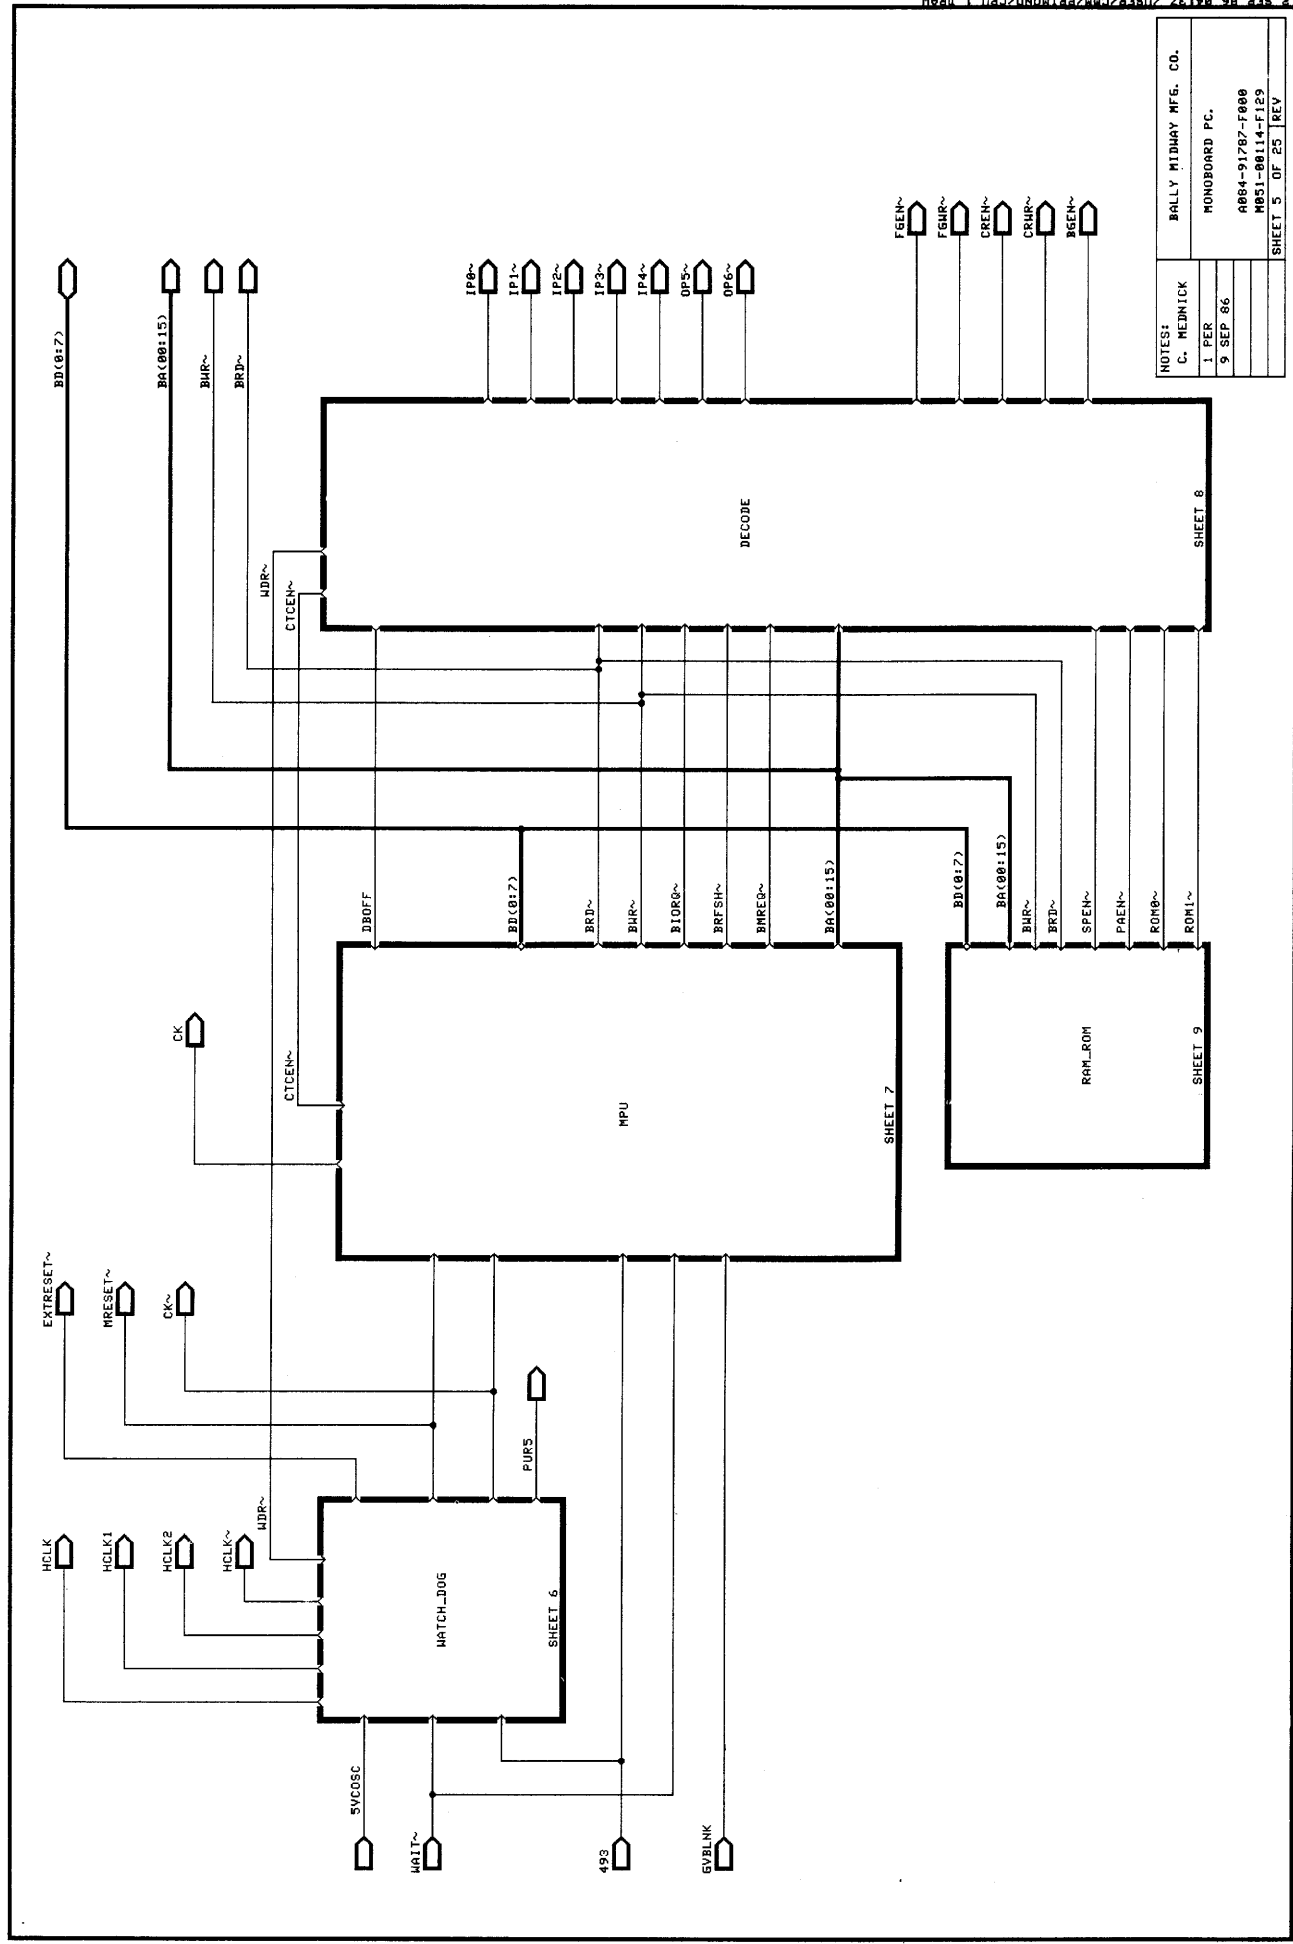 HCLK
HCLK1
HCLK2
HCLK~
WDR~
EXTRESET~
MRESET~
CK~
PUR5
5VCOSC
WAIT~
493
GVBLNK
WATCH_DOG
SHEET 6
CK
CTCEN~
MPU
SHEET 7
DBOFF
BD(0:7)
BRD~
BWR~
BIORQ~
BRFSH~
BMREQ~
BA(00:15)
BD(0:7)
BA(00:15)
BWR~
BRD~
SPEN~
PAEN~
ROM0~
ROM1~
RAM_ROM
SHEET 9
WDR~
CTCEN~
DECODE
SHEET 8
BD(0:7)
BA(00:15)
BWR~
BRD~
IP0~
IP1~
IP2~
IP3~
IP4~
OP5~
OP6~
FGEN~
FGWR~
CREN~
CRWR~
BGEN~
NOTES:
C. MEDNICK
1 PER
9 SEP 86
BALLY MIDWAY MFG. CO.
MONOBOARD PC.
A084-91787-F000
M051-00114-F129
SHEET 5 OF 25 REV